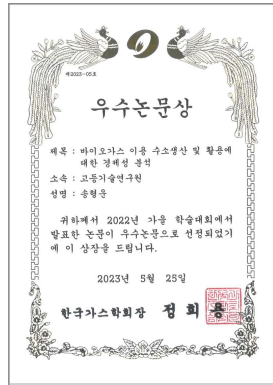 제2023-05호
우수논문상
제목 : 바이오가스 이용 수소생산 및 활용에
대한 경제성 분석
소속 : 고등기술연구원
성명 : 송형운
귀하께서 2022년 가을 학술대회에서
발표한 논문이 우수논문으로 선정되었기
에 이 상장을 드립니다.
2023년 5월 25일
한국가스학회장 정희용